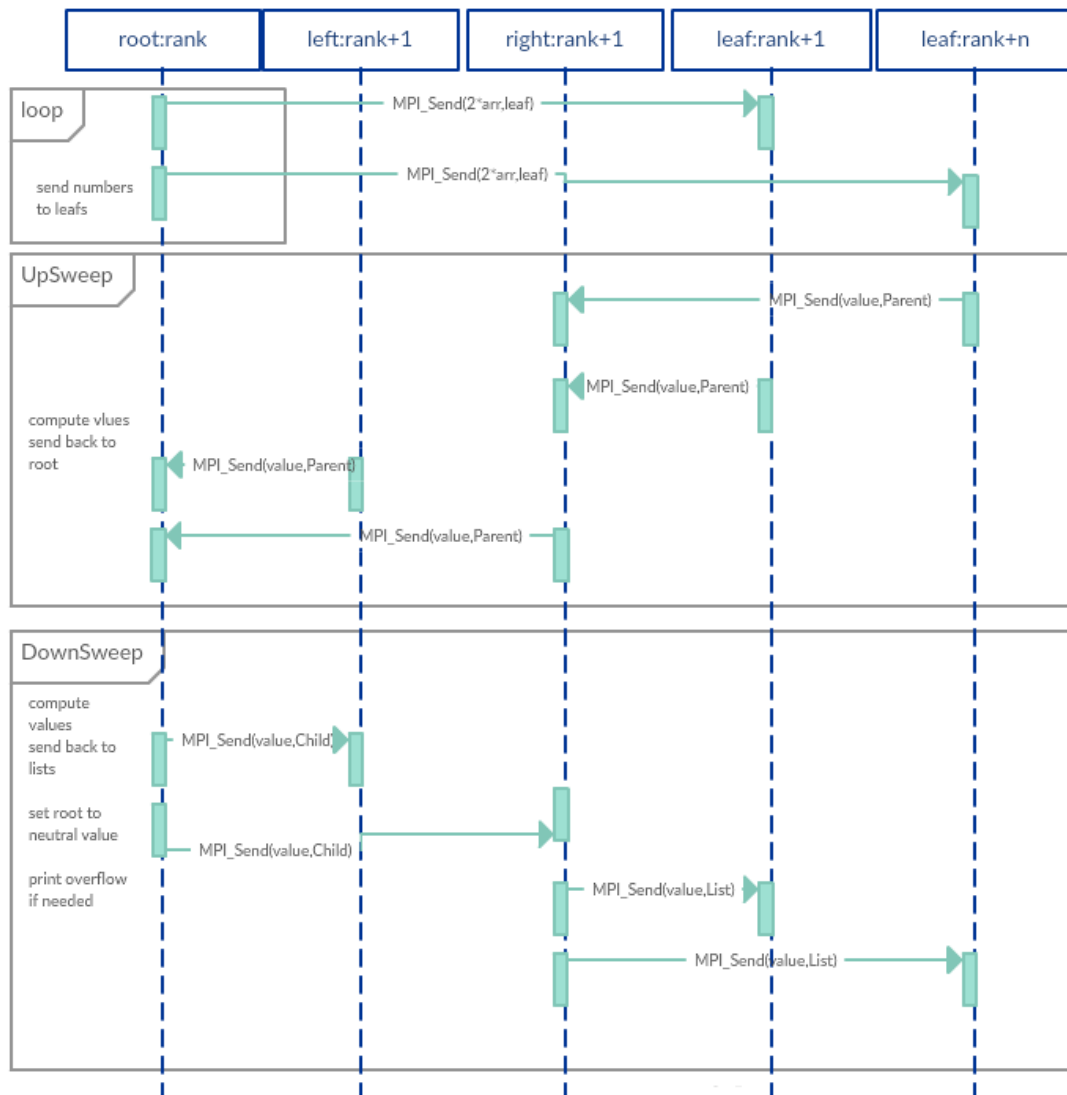 root:rank
left:rank+1
right:rank+1
leaf:rank+1
leaf:rank+n
loop
MPI_Send(2*arr,leaf)
MPI_Send(2*arr,leaf)
send numbers
to leafs
UpSweep
MPI_Send(value,Parent)
MPI_Send(value,Parent)
compute vlues
send back to
root
MPI_Send(value,Parent)
MPI_Send(value,Parent)
DownSweep
compute
values
send back to
lists
MPI_Send(value,Child)
set root to
neutral value
MPI_Send(value,Child)
print overflow
if needed
MPI_Send(value,List)
MPI_Send(value,List)